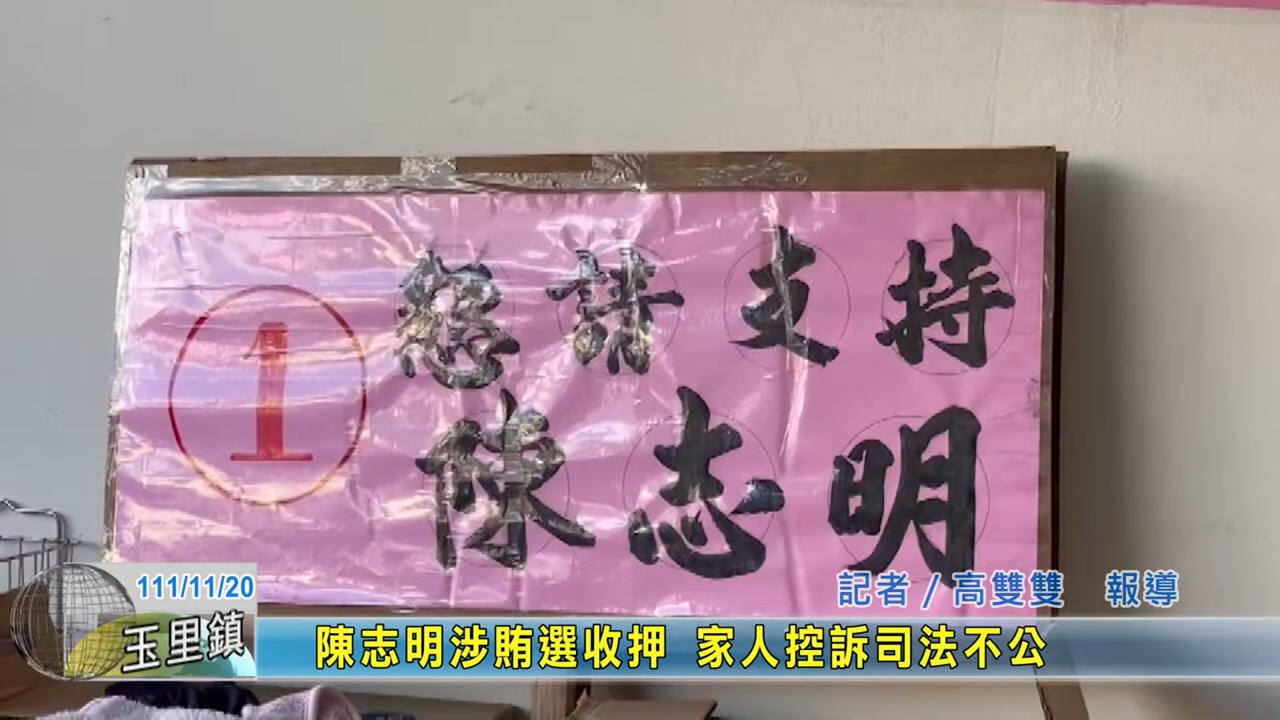 1
懇請支持
陳志明
111/11/20
玉里鎮
記者/高雙雙 報導
陳志明涉賄選收押 家人控訴司法不公